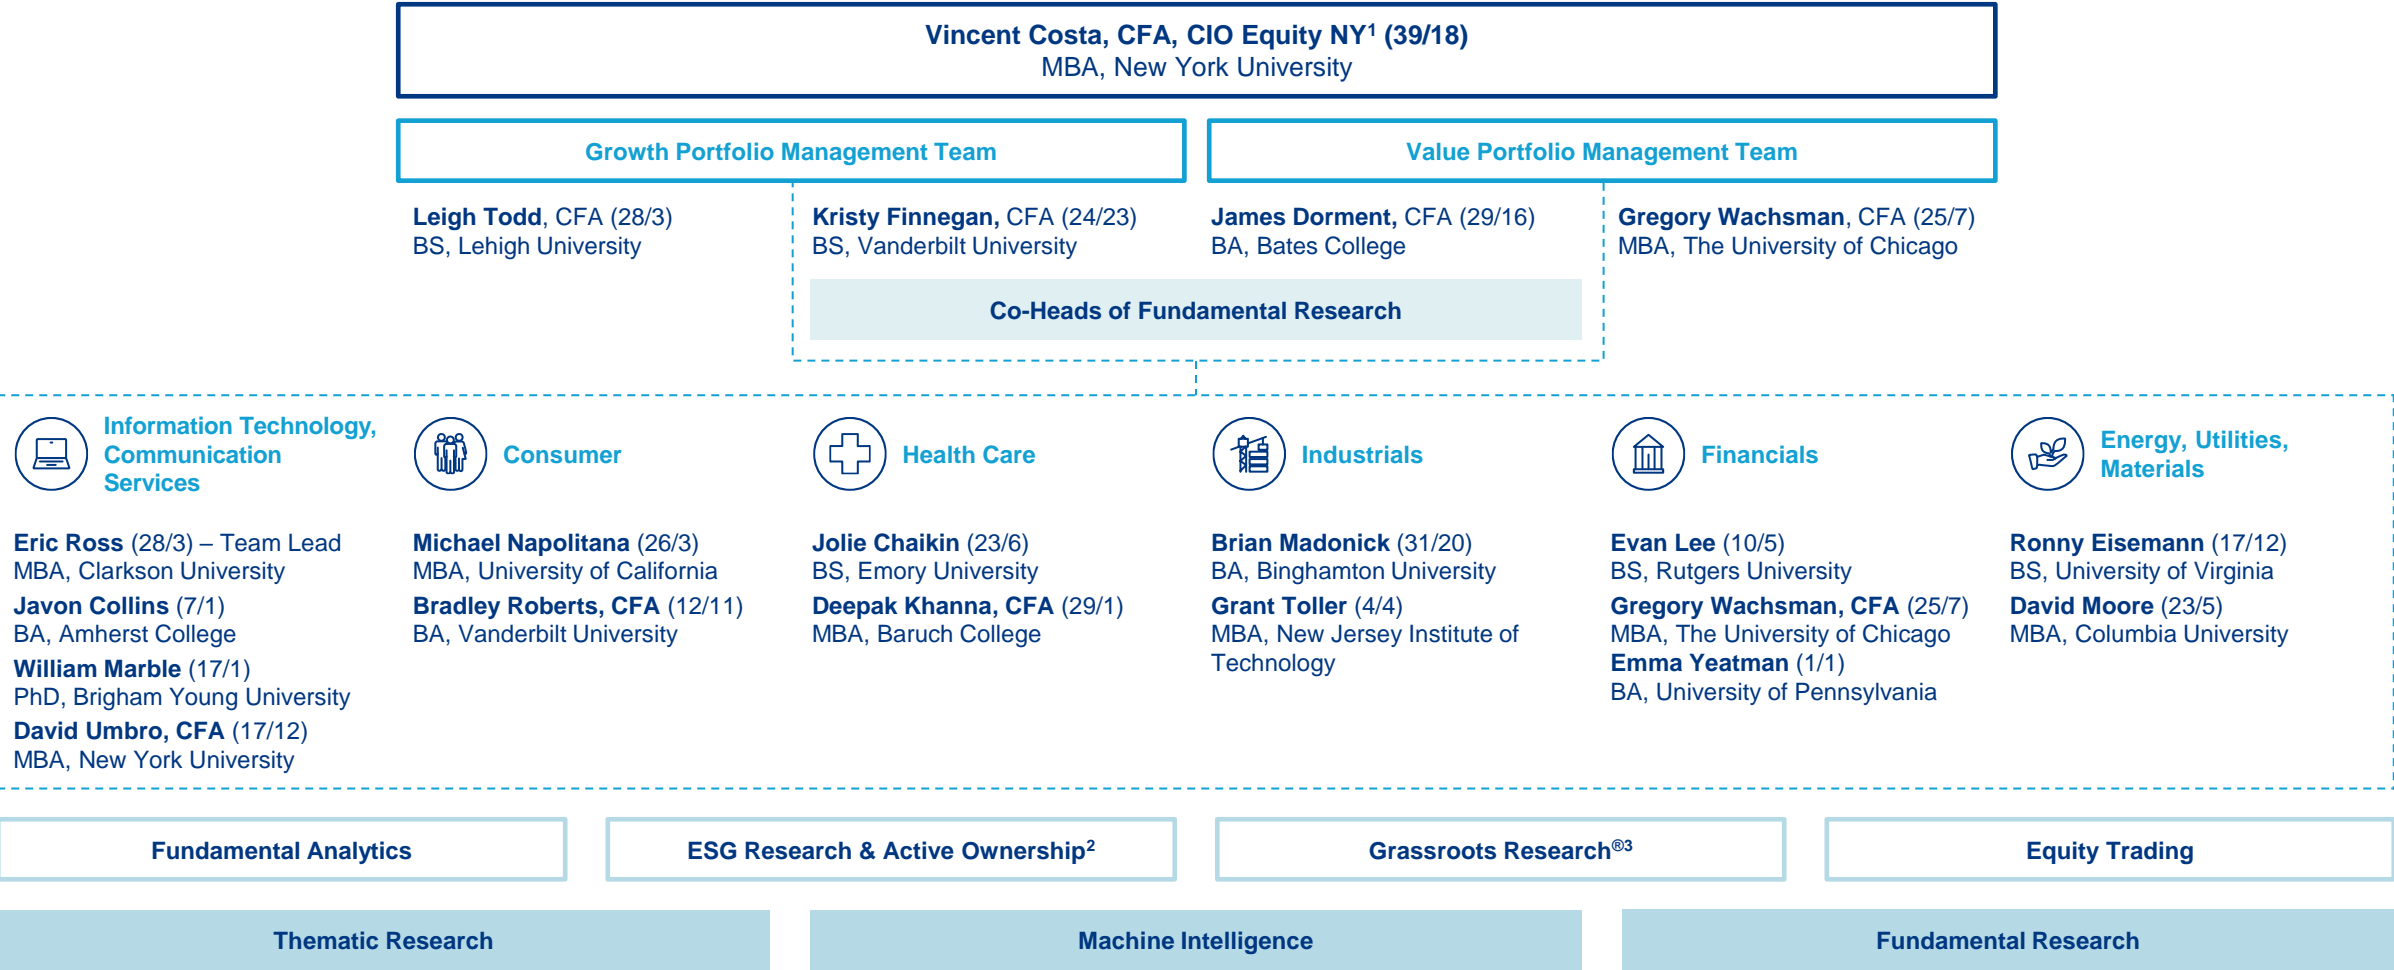 Vincent Costa, CFA, CIO Equity NY¹ (39/18)
MBA, New York University
Growth Portfolio Management Team
Value Portfolio Management Team
Leigh Todd, CFA (28/3)
BS, Lehigh University
Kristy Finnegan, CFA (24/23)
BS, Vanderbilt University
James Dorment, CFA (29/16)
BA, Bates College
Gregory Wachsman, CFA (25/7)
MBA, The University of Chicago
Co-Heads of Fundamental Research
Information Technology,
Communication
Services
Eric Ross (28/3) – Team Lead
MBA, Clarkson University
Javon Collins (7/1)
BA, Amherst College
William Marble (17/1)
PhD, Brigham Young University
David Umbro, CFA (17/12)
MBA, New York University
Consumer
Michael Napolitana (26/3)
MBA, University of California
Bradley Roberts, CFA (12/11)
BA, Vanderbilt University
Health Care
Jolie Chaikin (23/6)
BS, Emory University
Deepak Khanna, CFA (29/1)
MBA, Baruch College
Industrials
Brian Madonick (31/20)
BA, Binghamton University
Grant Toller (4/4)
MBA, New Jersey Institute of
Technology
Financials
Evan Lee (10/5)
BS, Rutgers University
Gregory Wachsman, CFA (25/7)
MBA, The University of Chicago
Emma Yeatman (1/1)
BA, University of Pennsylvania
Energy, Utilities,
Materials
Ronny Eisemann (17/12)
BS, University of Virginia
David Moore (23/5)
MBA, Columbia University
Fundamental Analytics
ESG Research & Active Ownership²
Grassroots Research®³
Equity Trading
Thematic Research
Machine Intelligence
Fundamental Research